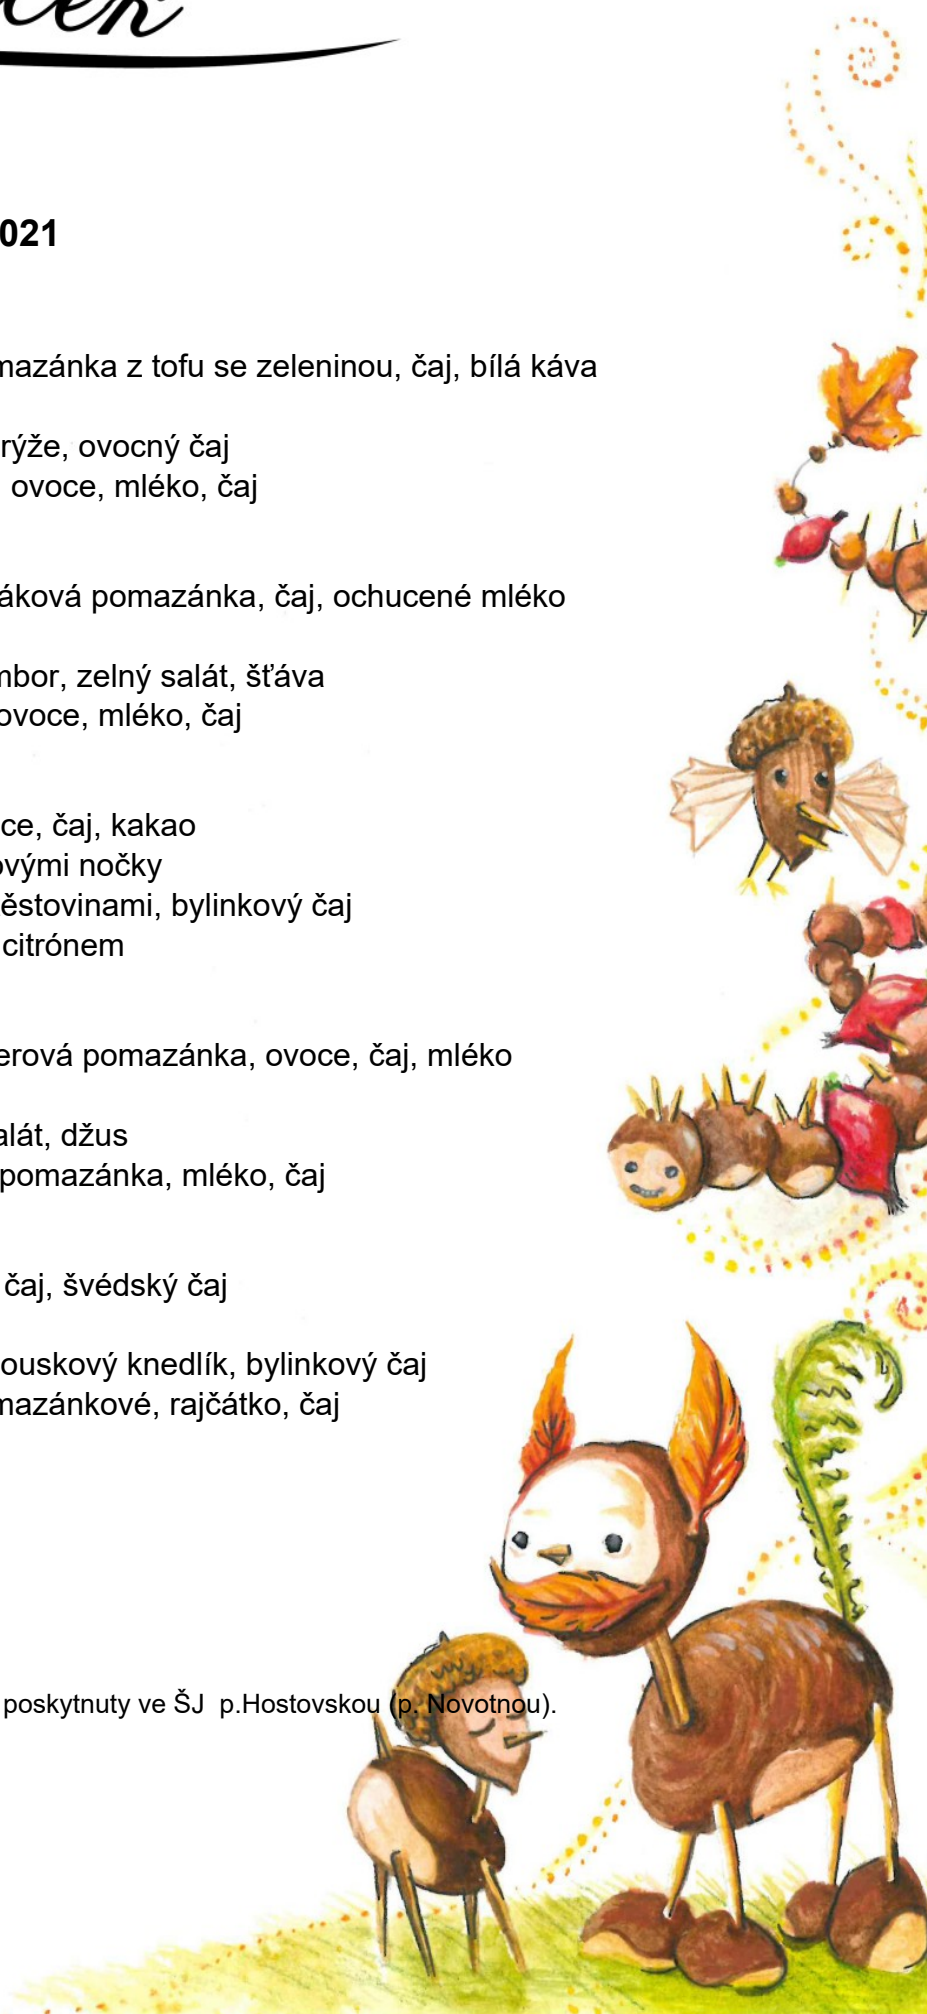 021
mazánka z tofu se zeleninou, čaj, bílá káva
rýže, ovocný čaj
ovoce, mléko, čaj
áková pomazánka, čaj, ochucené mléko
mbor, zelný salát, šťáva
ovoce, mléko, čaj
ce, čaj, kakao
ovými nočky
ěstovinami, bylinkový čaj
citrónem
erová pomazánka, ovoce, čaj, mléko
alát, džus
pomazánka, mléko, čaj
čaj, švédský čaj
ouskový knedlík, bylinkový čaj
mazánkové, rajčátko, čaj
poskytnuty ve ŠJ  p.Hostovskou (p. Novotnou).